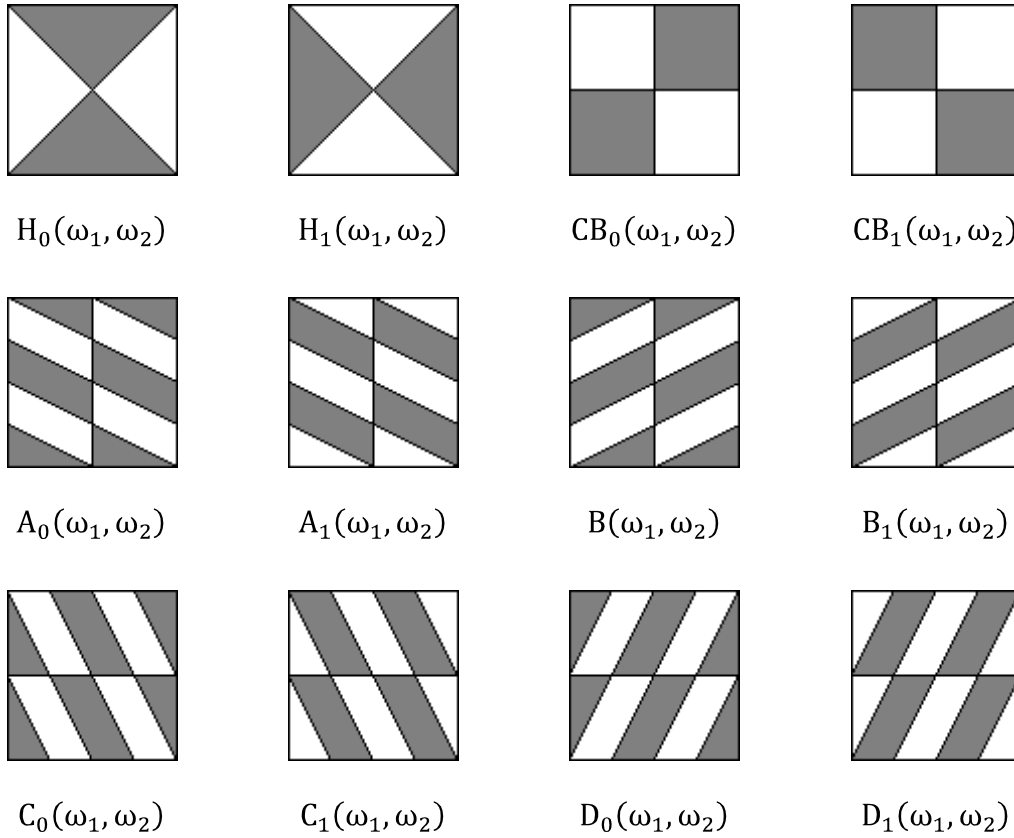 H₀(ω₁, ω₂) H₁(ω₁, ω₂) CB₀(ω₁, ω₂) CB₁(ω₁, ω₂)
A₀(ω₁, ω₂) A₁(ω₁, ω₂) B(ω₁, ω₂) B₁(ω₁, ω₂)
C₀(ω₁, ω₂) C₁(ω₁, ω₂) D₀(ω₁, ω₂) D₁(ω₁, ω₂)